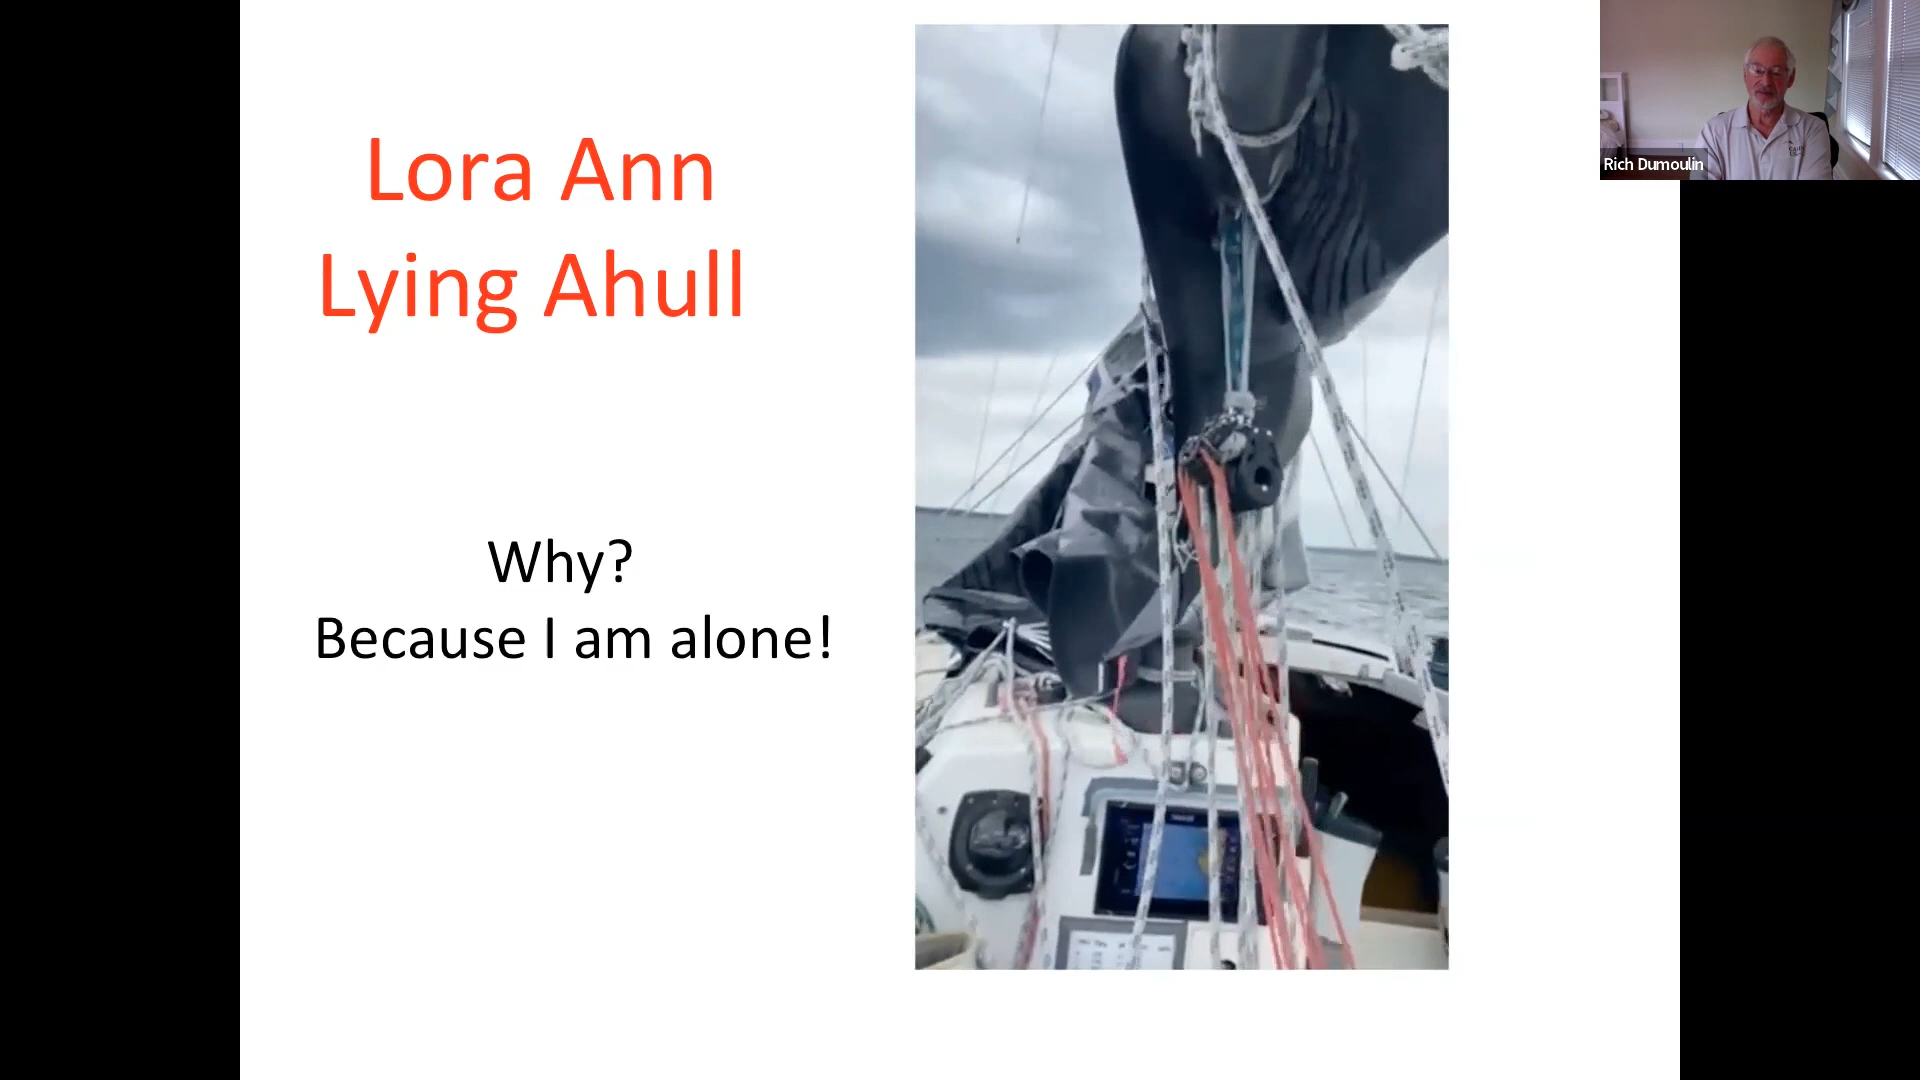 Lora Ann
Lying Ahull
Why?
Because I am alone!
Rich Dumoulin